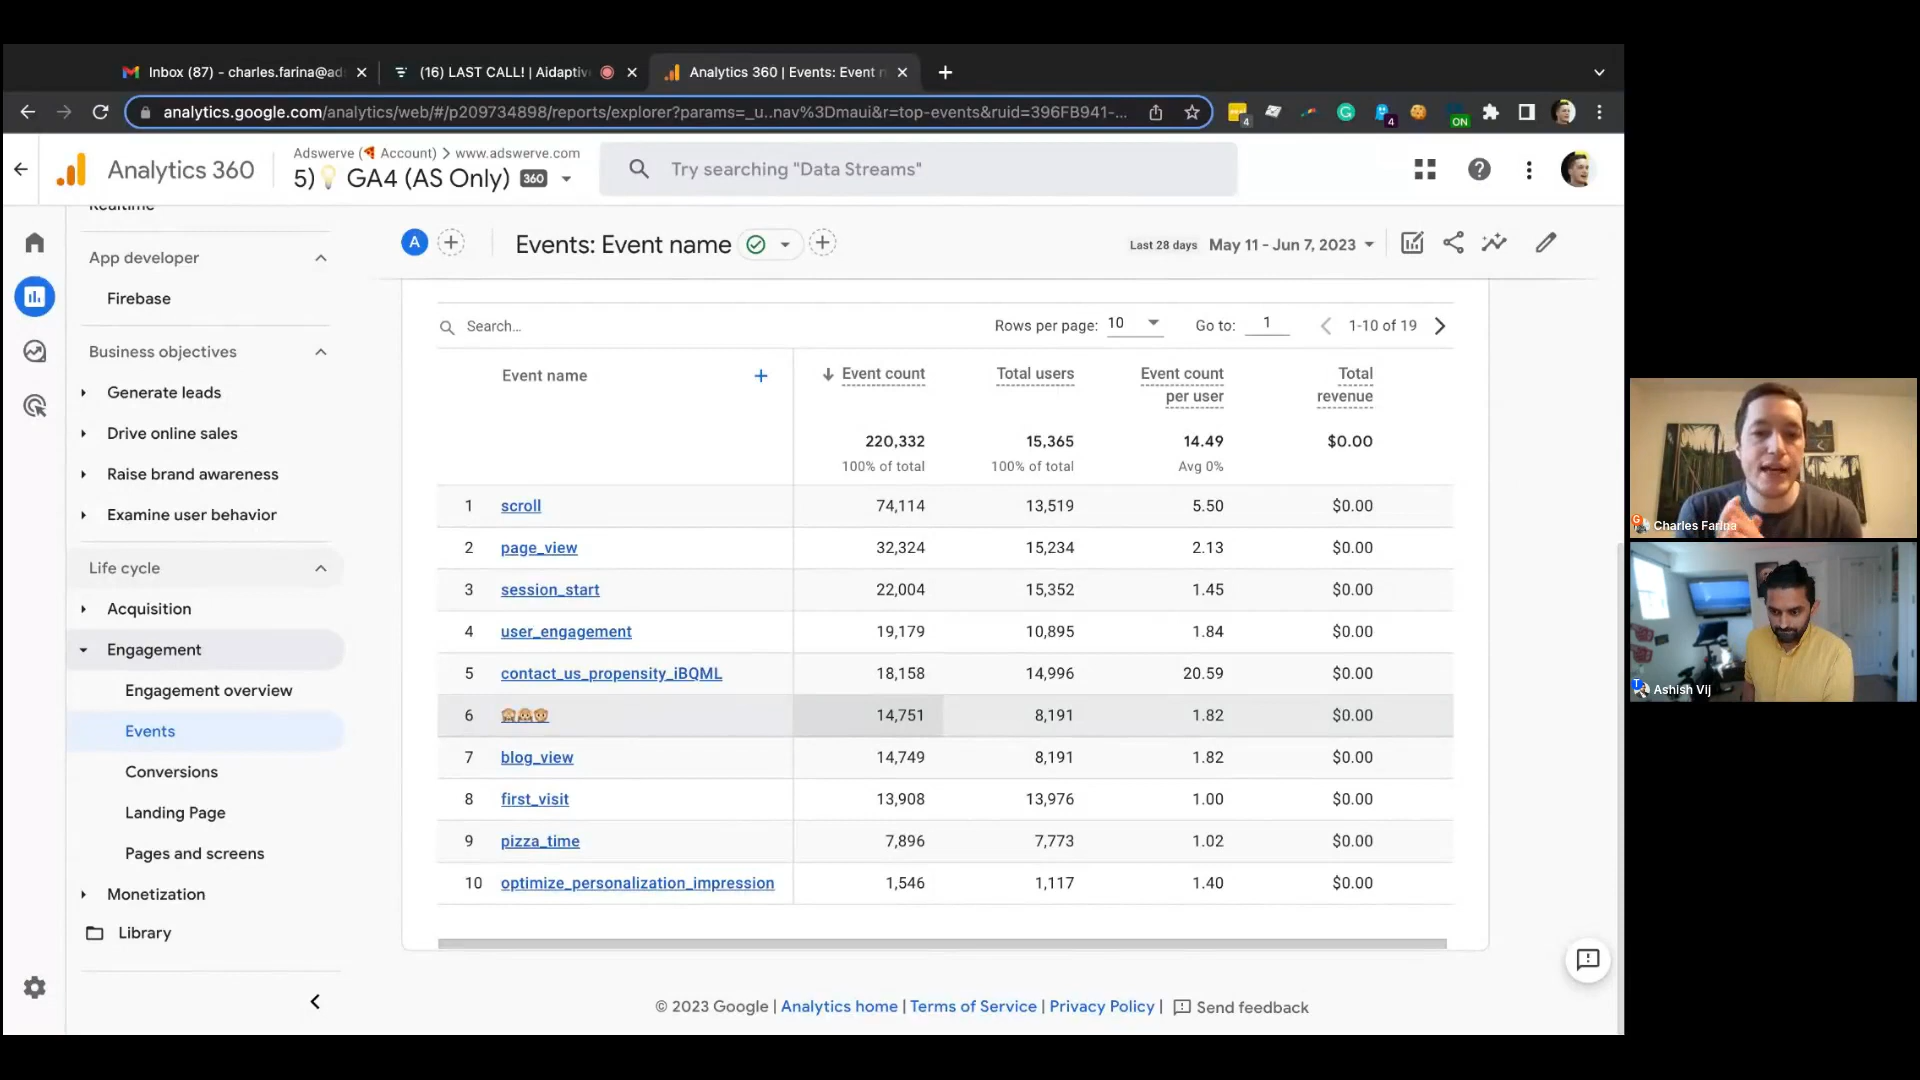 Inbox (87) - charles.farina@ad
(16) LAST CALL! | Aidaptiv
Analytics 360 | Events: Event n
analytics.google.com/analytics/web/#/p209734898/reports/explorer?params=_u..nav%3Dmaui&r=top-events&ruid=396FB941-...
4
4
ON
Analytics 360
Adswerve (🍕 Account) > www.adswerve.com
5)💡 GA4 (AS Only) 360
Try searching "Data Streams"
Realtime
App developer
Firebase
Business objectives
Generate leads
Drive online sales
Raise brand awareness
Examine user behavior
Life cycle
Acquisition
Engagement
Engagement overview
Events
Conversions
Landing Page
Pages and screens
Monetization
Library
A
Events: Event name
Last 28 days May 11 - Jun 7, 2023
Search...
Rows per page: 10 Go to: 1 1-10 of 19
Event name + Event count Total users Event count per user Total revenue
220,332 15,365 14.49 $0.00
100% of total 100% of total Avg 0%
1 scroll 74,114 13,519 5.50 $0.00
2 page_view 32,324 15,234 2.13 $0.00
3 session_start 22,004 15,352 1.45 $0.00
4 user_engagement 19,179 10,895 1.84 $0.00
5 contact_us_propensity_iBQML 18,158 14,996 20.59 $0.00
6 🙈🙉🐵 14,751 8,191 1.82 $0.00
7 blog_view 14,749 8,191 1.82 $0.00
8 first_visit 13,908 13,976 1.00 $0.00
9 pizza_time 7,896 7,773 1.02 $0.00
10 optimize_personalization_impression 1,546 1,117 1.40 $0.00
© 2023 Google | Analytics home | Terms of Service | Privacy Policy | Send feedback
Charles Farina
Ashish Vij